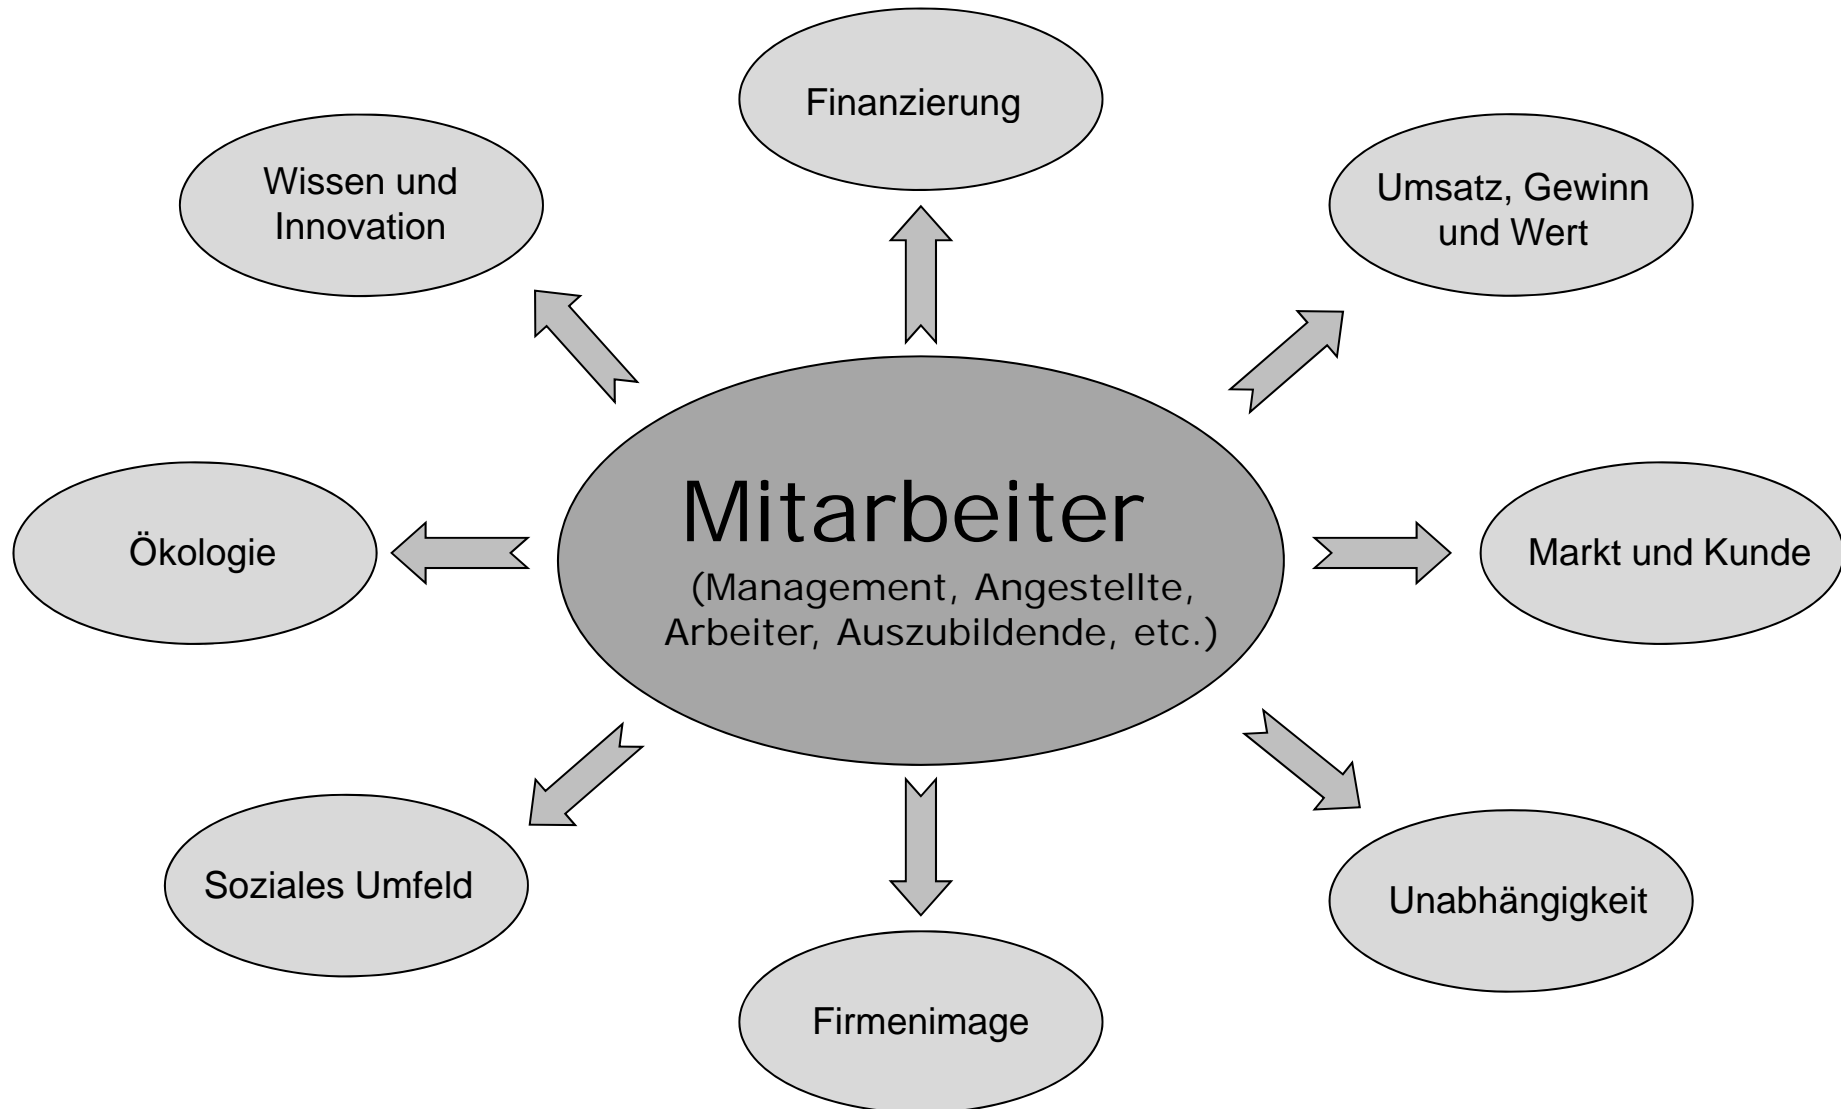 Finanzierung
Wissen und
Innovation
Umsatz, Gewinn
und Wert
Mitarbeiter
(Management, Angestellte,
Arbeiter, Auszubildende, etc.)
Ökologie
Markt und Kunde
Soziales Umfeld
Unabhängigkeit
Firmenimage